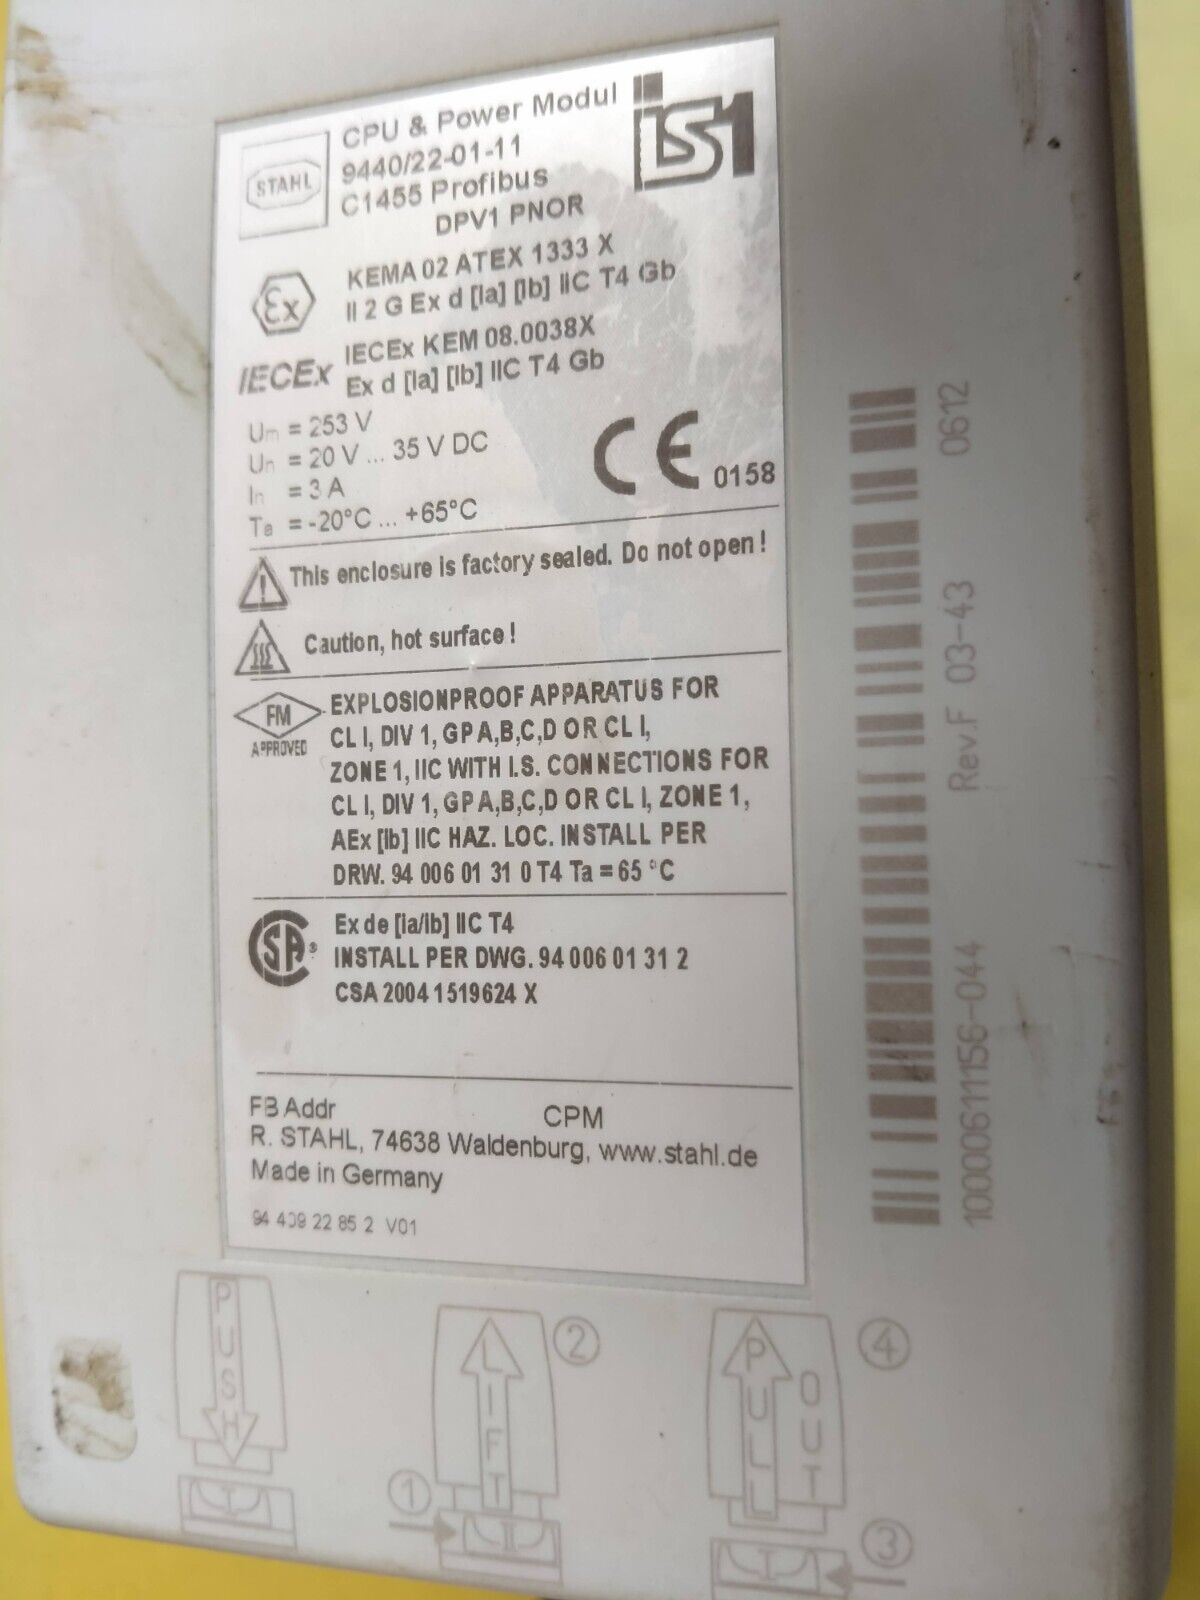 STAHL
CPU & Power Modul
9440/22-01-11
C1455 Profibus
DPV1 PNOR
is1
Ex
KEMA 02 ATEX 1333 X
II 2 G Ex d [Ia] [Ib] IIC T4 Gb
IECEx
IECEx KEM 08.0038X
Ex d [Ia] [Ib] IIC T4 Gb
Um = 253 V
Un = 20 V ... 35 V DC
In = 3 A
Ta = -20°C ... +65°C
CE 0158
This enclosure is factory sealed. Do not open !
Caution, hot surface !
FM
APPROVED
EXPLOSIONPROOF APPARATUS FOR
CL I, DIV 1, GP A,B,C,D OR CL I,
ZONE 1, IIC WITH I.S. CONNECTIONS FOR
CL I, DIV 1, GP A,B,C,D OR CL I, ZONE 1,
AEx [Ib] IIC HAZ. LOC. INSTALL PER
DRW. 94 006 01 31 0 T4 Ta = 65 °C
SA ®
Ex de [ia/ib] IIC T4
INSTALL PER DWG. 94 006 01 31 2
CSA 2004 1519624 X
FB Addr CPM
R. STAHL, 74638 Waldenburg, www.stahl.de
Made in Germany
94 409 22 85 2 V01
10000611156-044 Rev.F 03-43 0612
PUSH
1
LIFT
2
PULL
OUT
4
3